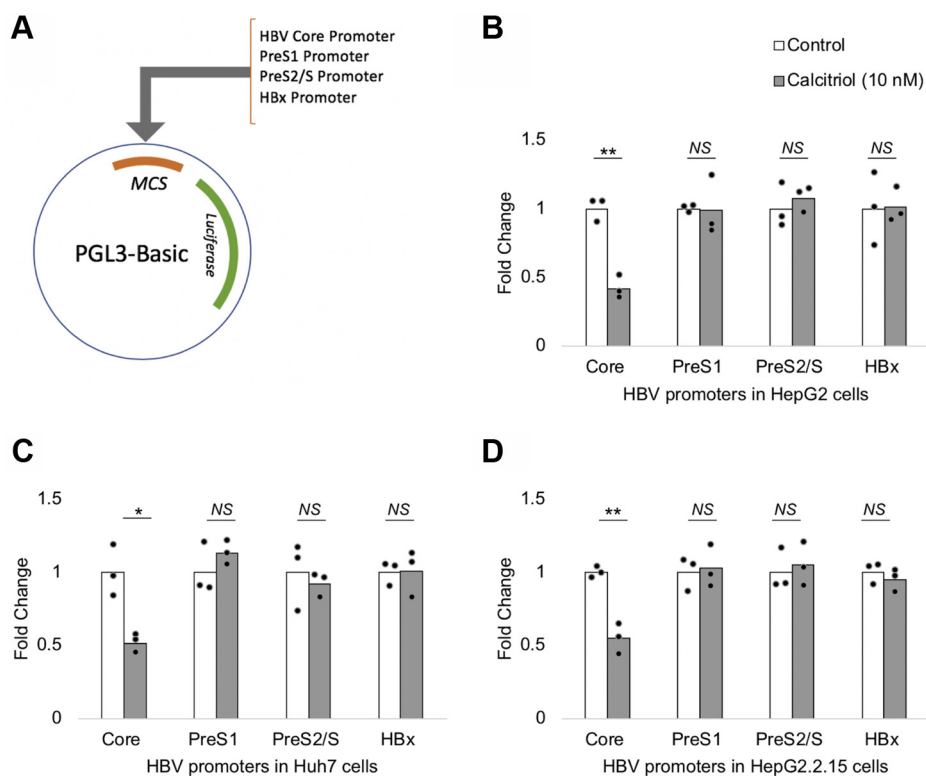 A
HBV Core Promoter
PreS1 Promoter
PreS2/S Promoter
HBx Promoter
MCS
Luciferase
PGL3-Basic
B
Control
Calcitriol (10 nM)
1.5
1
0.5
0
Fold Change
** NS NS NS
Core PreS1 PreS2/S HBx
HBV promoters in HepG2 cells
C
1.5
1
0.5
0
Fold Change
* NS NS NS
Core PreS1 PreS2/S HBx
HBV promoters in Huh7 cells
D
1.5
1
0.5
0
Fold Change
** NS NS NS
Core PreS1 PreS2/S HBx
HBV promoters in HepG2.2.15 cells